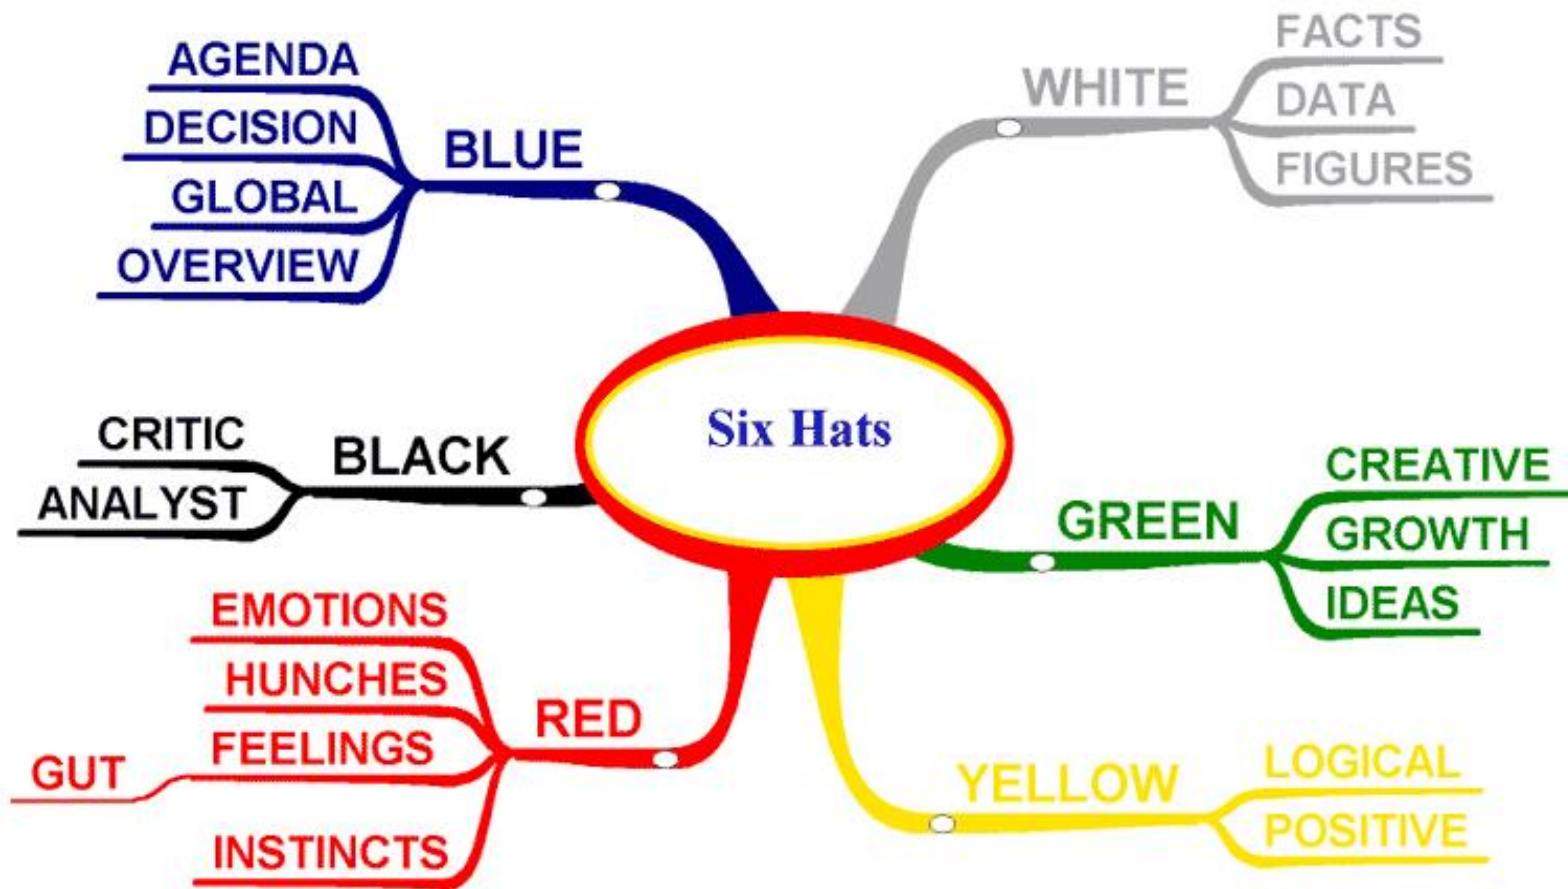 Six Hats
WHITE
FACTS
DATA
FIGURES
GREEN
CREATIVE
GROWTH
IDEAS
YELLOW
LOGICAL
POSITIVE
RED
EMOTIONS
HUNCHES
FEELINGS
GUT
INSTINCTS
BLACK
CRITIC
ANALYST
BLUE
AGENDA
DECISION
GLOBAL
OVERVIEW